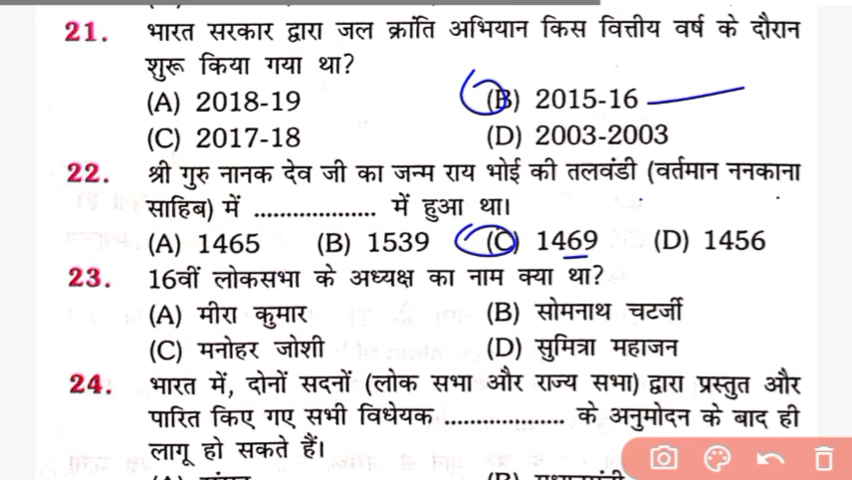 21. भारत सरकार द्वारा जल क्रांति अभियान किस वित्तीय वर्ष के दौरान
शुरू किया गया था?
(A) 2018-19 (B) 2015-16
(C) 2017-18 (D) 2003-2003
22. श्री गुरु नानक देव जी का जन्म राय भोई की तलवंडी (वर्तमान ननकाना
साहिब) में .................... में हुआ था।
(A) 1465 (B) 1539 (C) 1469 (D) 1456
23. 16वीं लोकसभा के अध्यक्ष का नाम क्या था?
(A) मीरा कुमार (B) सोमनाथ चटर्जी
(C) मनोहर जोशी (D) सुमित्रा महाजन
24. भारत में, दोनों सदनों (लोक सभा और राज्य सभा) द्वारा प्रस्तुत और
पारित किए गए सभी विधेयक .................... के अनुमोदन के बाद ही
लागू हो सकते हैं।